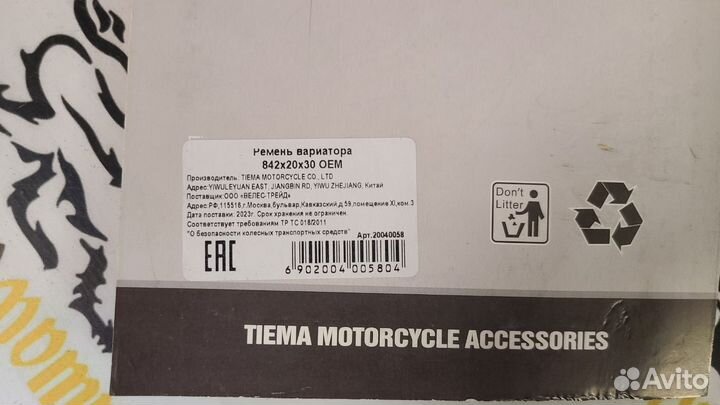 Ремень вариатора
842х20х30 OEM
Производитель: TIEMA MOTORCYCLE CO., LTD
Адрес:YIWULEYUAN EAST, JIANGBIN RD, YIWU ZHEJIANG, Китай
Поставщик:ООО «ВЕЛЕС-ТРЕЙД»
Адрес:РФ,115518,г.Москва,бульвар,Кавказский,д.59,помещение XI,ком.3
Дата поставки: 2023г. Срок хранения не ограничен
Соответствует требованиям ТР ТС 018/2011
"О безопасности колесных транспортных средств" Арт.20040058
EAC
6 902004 005804
Don't
Litter
TIEMA MOTORCYCLE ACCESSORIES
Avito